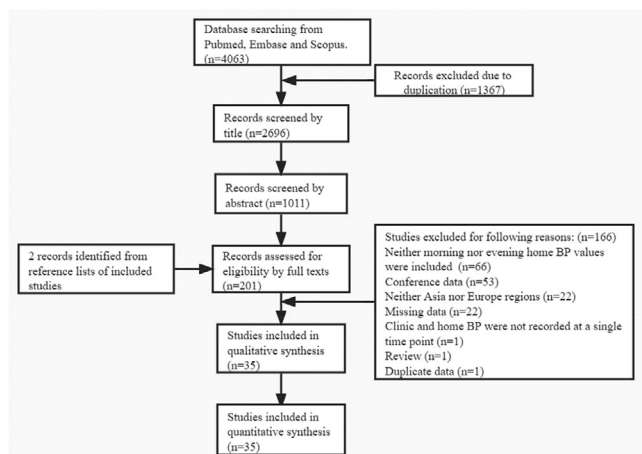 Database searching from
Pubmed, Embase and Scopus.
(n=4063)
Records excluded due to
duplication (n=1367)
Records screened by
title (n=2696)
Records screened by
abstract (n=1011)
2 records identified from
reference lists of included
studies
Records assessed for
eligibility by full texts
(n=201)
Studies excluded for following reasons: (n=166)
Neither morning nor evening home BP values
were included (n=66)
Conference data (n=53)
Neither Asia nor Europe regions (n=22)
Missing data (n=22)
Clinic and home BP were not recorded at a single
time point (n=1)
Review (n=1)
Duplicate data (n=1)
Studies included in
qualitative synthesis
(n=35)
Studies included in
quantitative synthesis
(n=35)